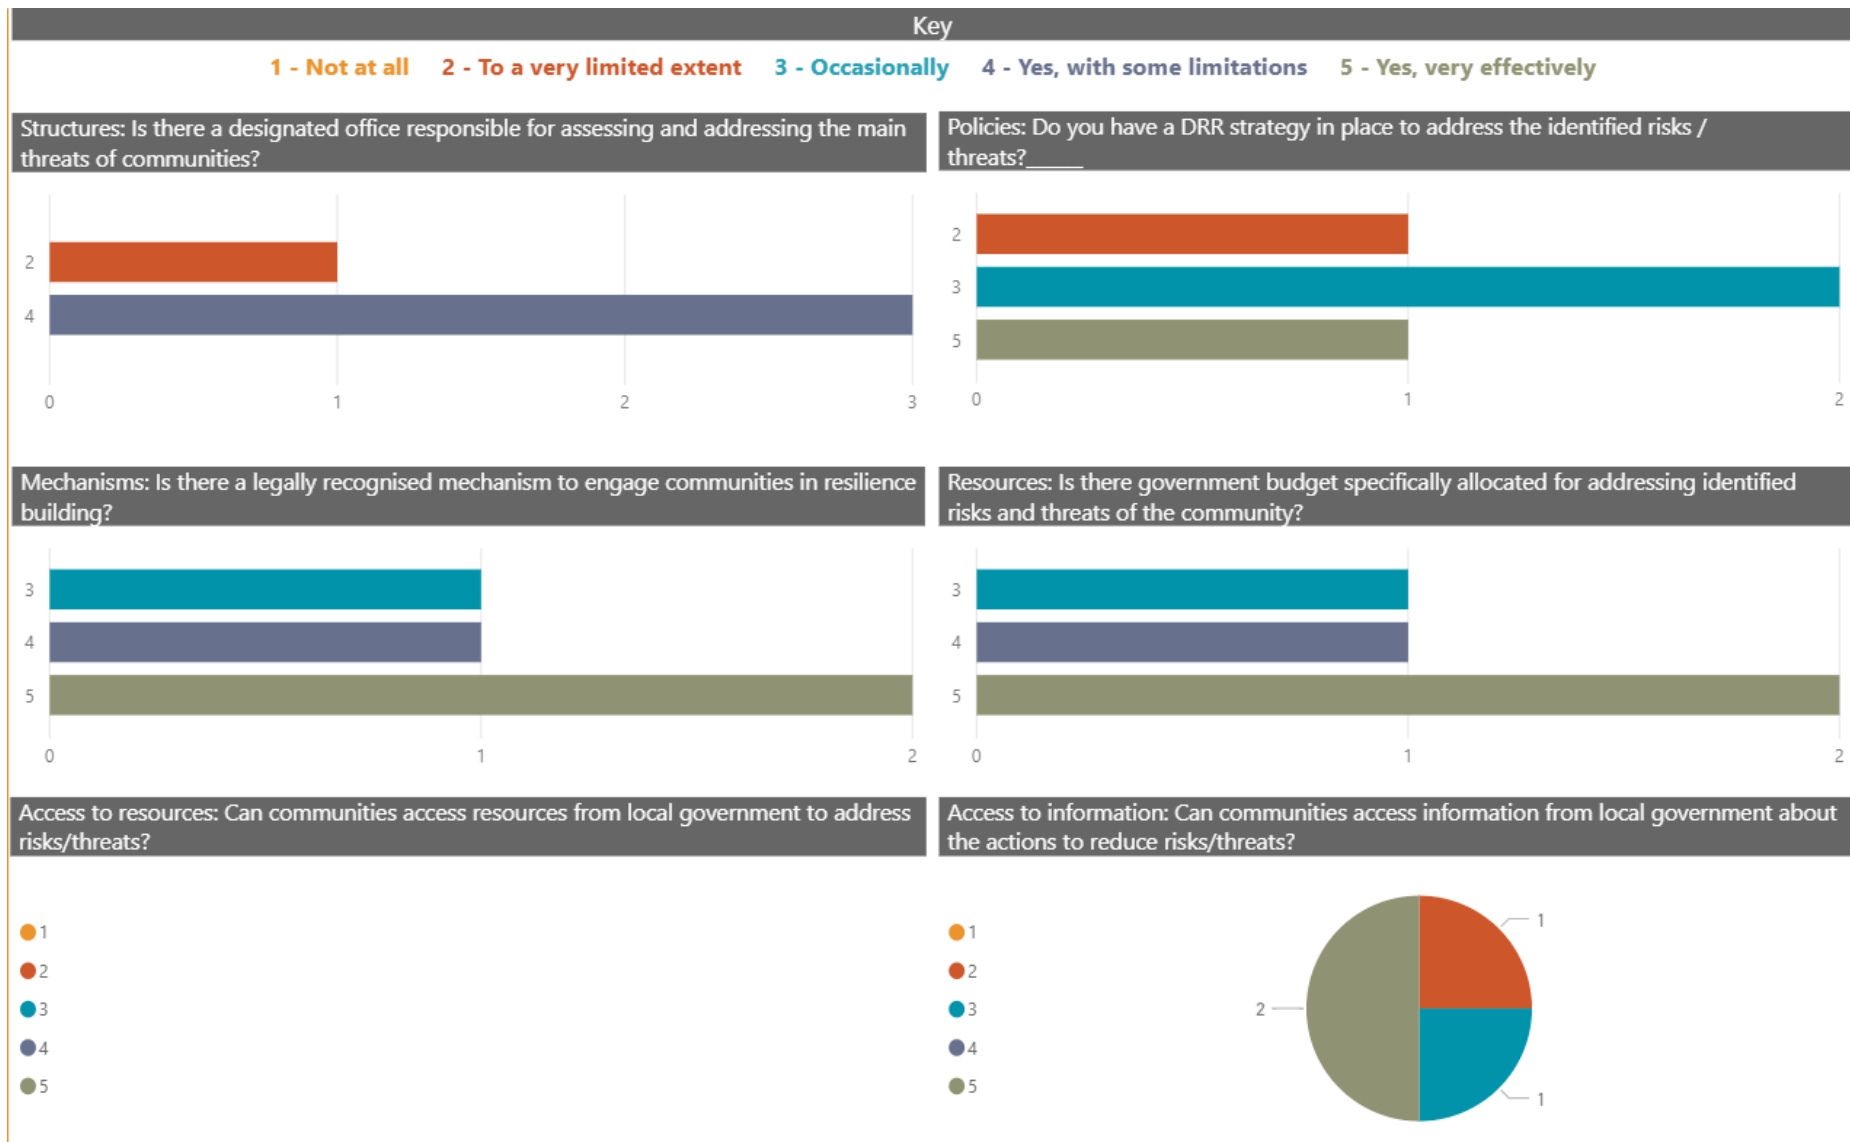 Key
1 - Not at all 2 - To a very limited extent 3 - Occasionally 4 - Yes, with some limitations 5 - Yes, very effectively
Structures: Is there a designated office responsible for assessing and addressing the main
threats of communities?
2
4
0 1 2 3
Policies: Do you have a DRR strategy in place to address the identified risks /
threats?_____
2
3
5
0 1 2
Mechanisms: Is there a legally recognised mechanism to engage communities in resilience
building?
3
4
5
0 1 2
Resources: Is there government budget specifically allocated for addressing identified
risks and threats of the community?
3
4
5
0 1 2
Access to resources: Can communities access resources from local government to address
risks/threats?
1
2
3
4
5
Access to information: Can communities access information from local government about
the actions to reduce risks/threats?
1
2
3
4
5
1
2
1